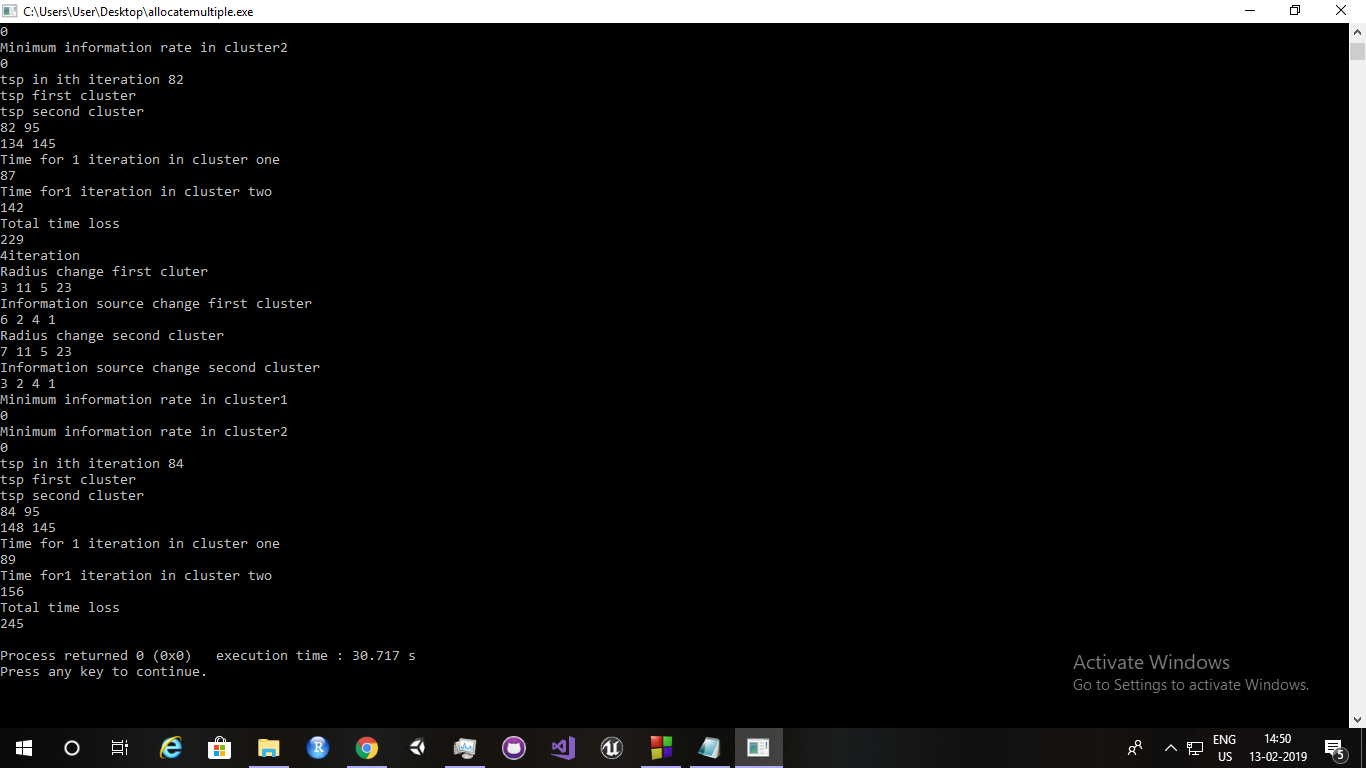 C:\Users\User\Desktop\allocatemultiple.exe
0
Minimum information rate in cluster2
0
tsp in ith iteration 82
tsp first cluster
tsp second cluster
82 95
134 145
Time for 1 iteration in cluster one
87
Time for1 iteration in cluster two
142
Total time loss
229
4iteration
Radius change first cluter
3 11 5 23
Information source change first cluster
6 2 4 1
Radius change second cluster
7 11 5 23
Information source change second cluster
3 2 4 1
Minimum information rate in cluster1
0
Minimum information rate in cluster2
0
tsp in ith iteration 84
tsp first cluster
tsp second cluster
84 95
148 145
Time for 1 iteration in cluster one
89
Time for1 iteration in cluster two
156
Total time loss
245
Process returned 0 (0x0)   execution time : 30.717 s
Press any key to continue.
Activate Windows
Go to Settings to activate Windows.
ENG
US
14:50
13-02-2019
5